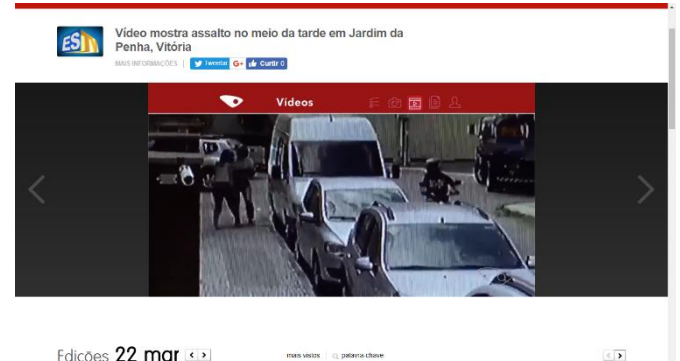 ES
Vídeo mostra assalto no meio da tarde em Jardim da
Penha, Vitória
MAIS INFORMAÇÕES | Tweetar G+ Curtir 0
Vídeos
Edições 22 mar
mais vistos palavra-chave